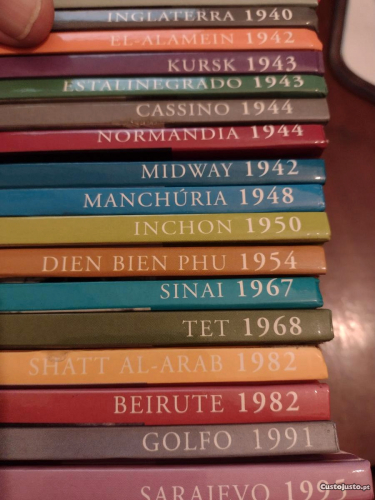 INGLATERRA 1940
EL-ALAMEIN 1942
KURSK 1943
ESTALINEGRADO 1943
CASSINO 1944
NORMANDIA 1944
MIDWAY 1942
MANCHÚRIA 1948
INCHON 1950
DIEN BIEN PHU 1954
SINAI 1967
TET 1968
SHATT AL-ARAB 1982
BEIRUTE 1982
GOLFO 1991
SARAJEVO
CustoJusto.pt